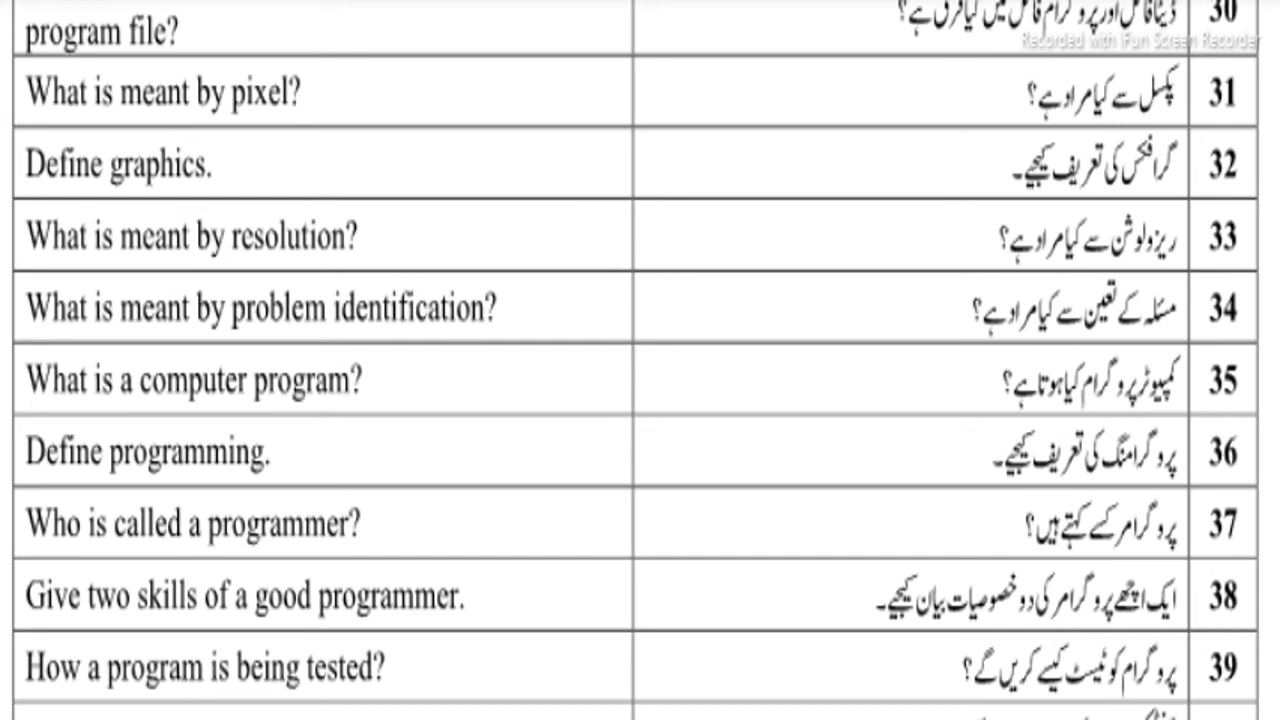 program file?
ڈیٹا فائل اور پروگرام فائل میں کیا فرق ہے؟
30
Recorded with iFun Screen Recorder
What is meant by pixel?
پکسل سے کیا مراد ہے؟
31
Define graphics.
گرافکس کی تعریف کیجیے۔
32
What is meant by resolution?
ریزولوشن سے کیا مراد ہے؟
33
What is meant by problem identification?
مسئلہ کے تعین سے کیا مراد ہے؟
34
What is a computer program?
کمپیوٹر پروگرام کیا ہوتا ہے؟
35
Define programming.
پروگرامنگ کی تعریف کیجیے۔
36
Who is called a programmer?
پروگرامر کسے کہتے ہیں؟
37
Give two skills of a good programmer.
ایک اچھے پروگرامر کی دو خصوصیات بیان کیجیے۔
38
How a program is being tested?
پروگرام کو ٹیسٹ کیسے کریں گے؟
39